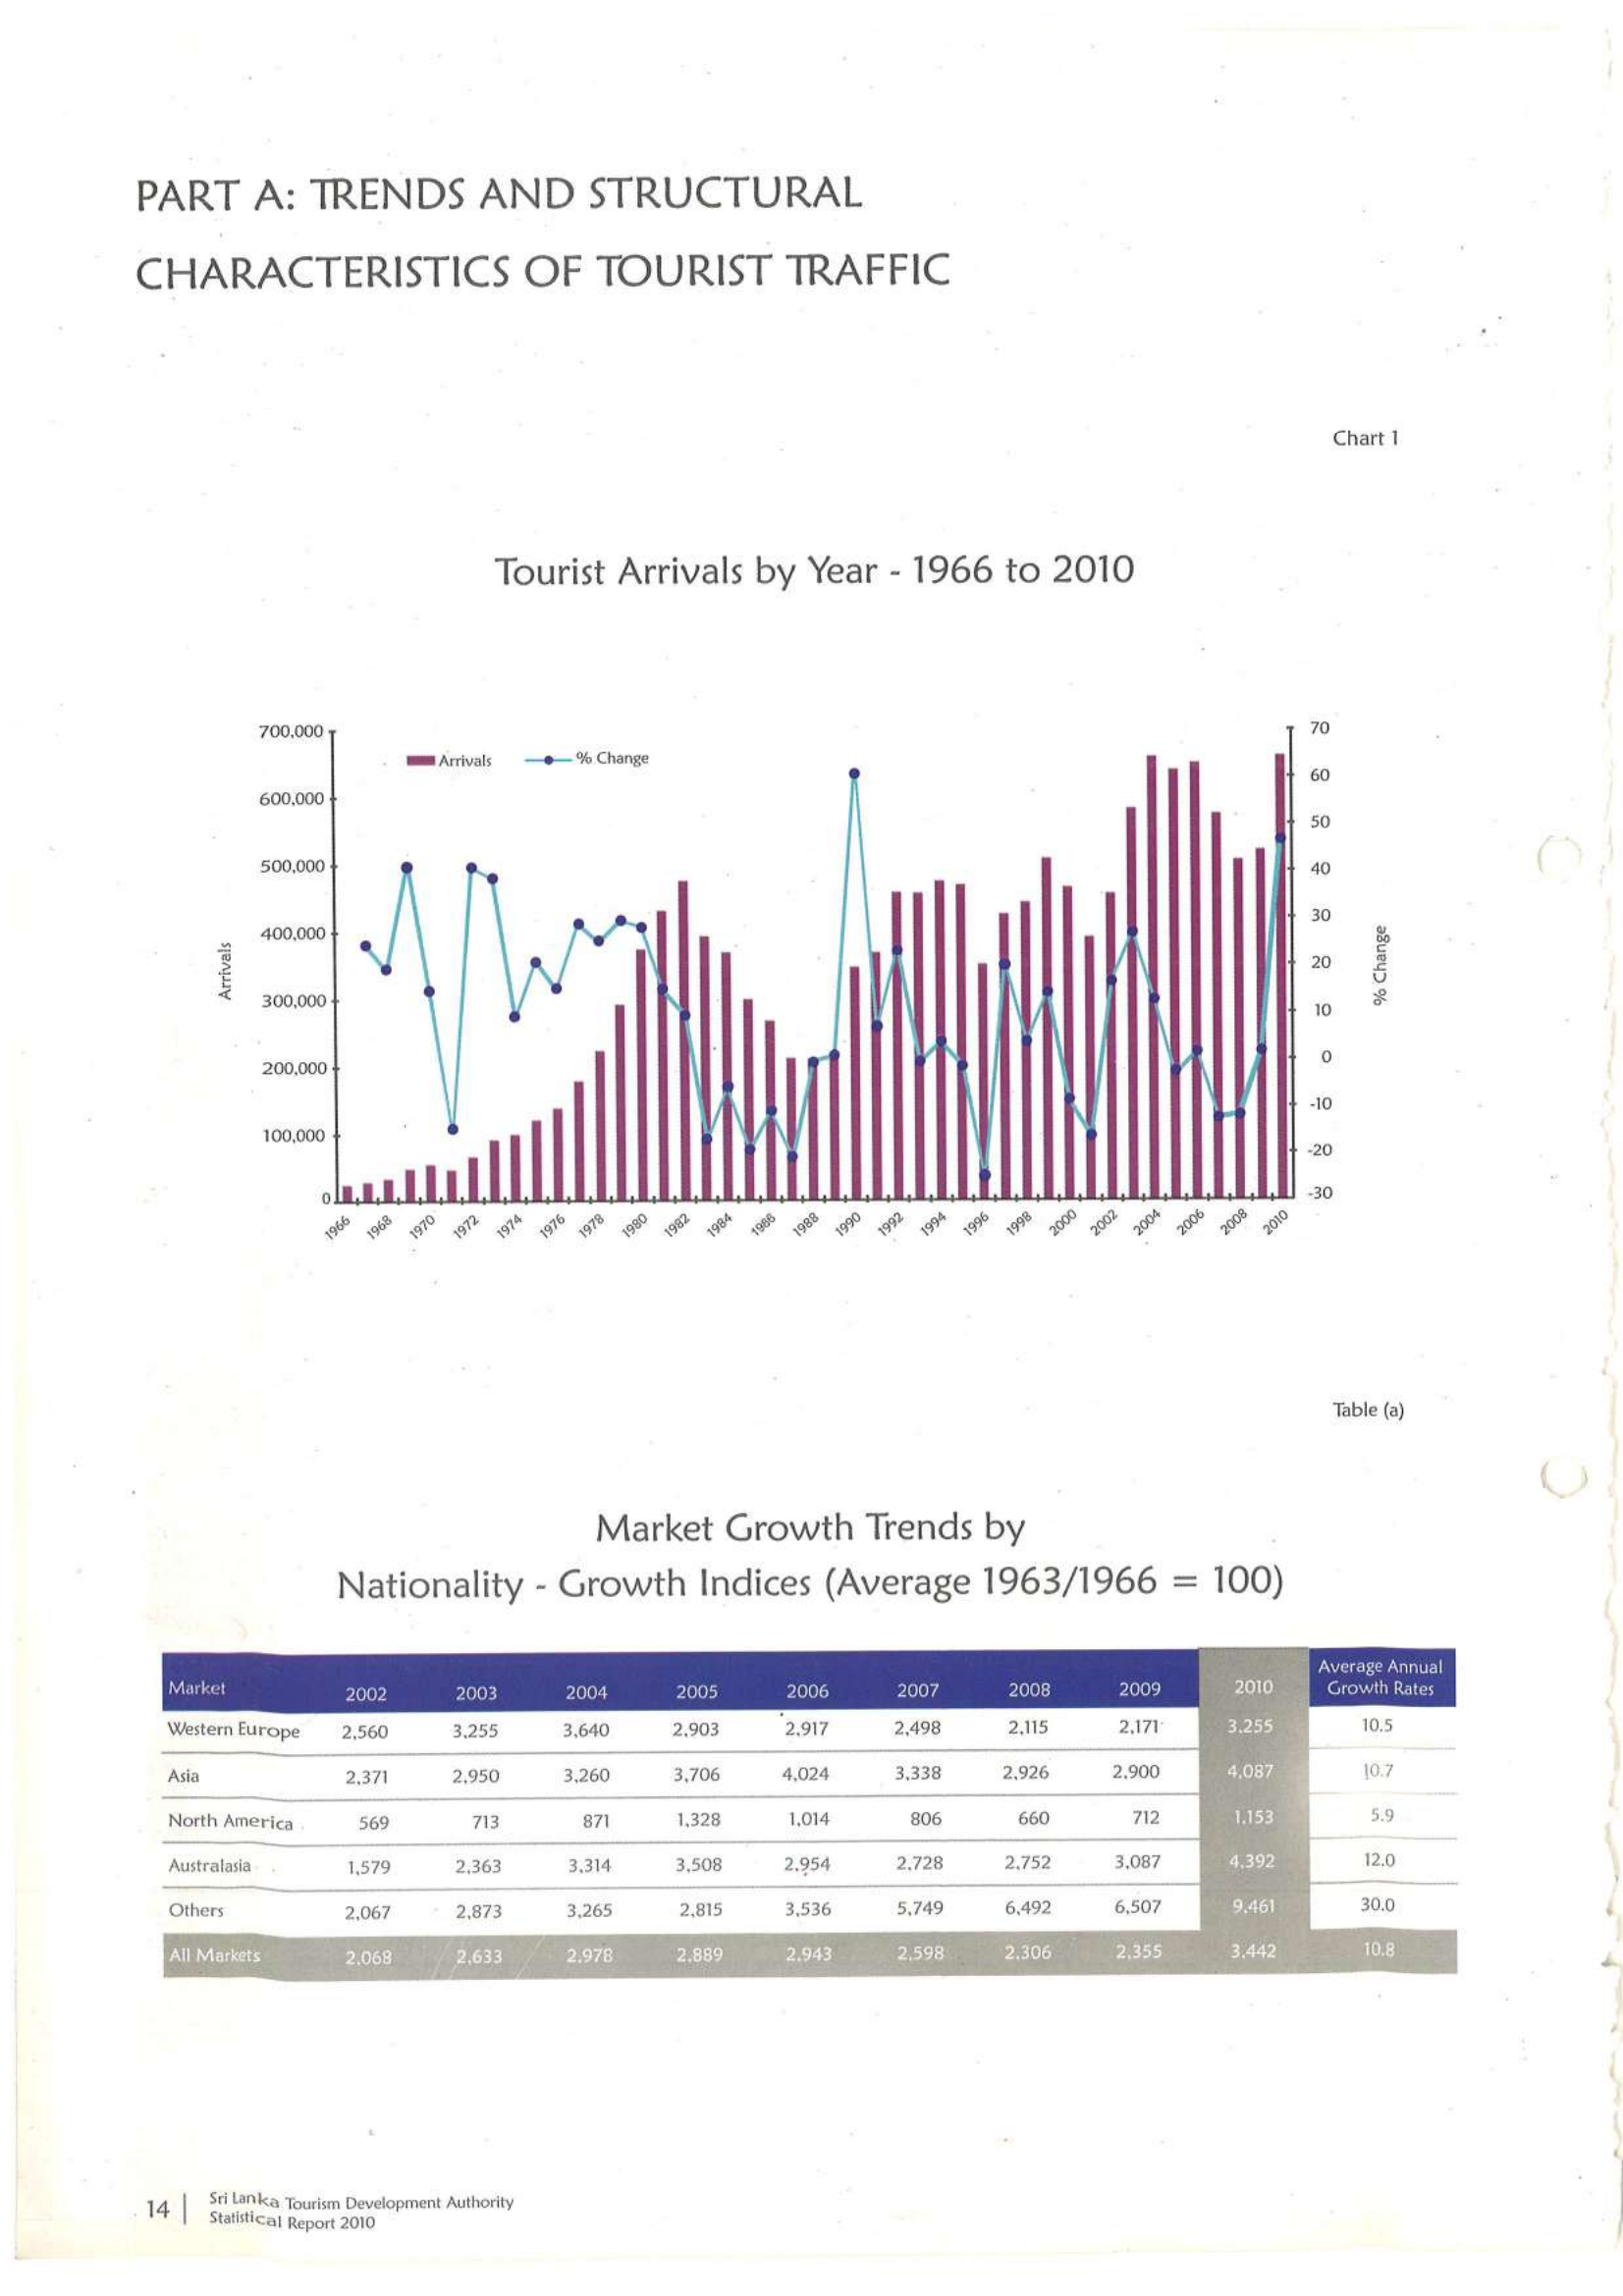 PART A: TRENDS AND STRUCTURAL
CHARACTERISTICS OF TOURIST TRAFFIC
Chart 1
Tourist Arrivals by Year - 1966 to 2010
Arrivals % Change
700,000
600,000
500,000
400,000
300,000
200,000
100,000
0
Arrivals
70
60
50
40
30
20
10
0
-10
-20
-30
% Change
1966 1968 1970 1972 1974 1976 1978 1980 1982 1984 1986 1988 1990 1992 1994 1996 1998 2000 2002 2004 2006 2008 2010
Table (a)
Market Growth Trends by
Nationality - Growth Indices (Average 1963/1966 = 100)
Market 2002 2003 2004 2005 2006 2007 2008 2009 2010 Average Annual Growth Rates
Western Europe 2,560 3,255 3,640 2,903 2,917 2,498 2,115 2,171 3,255 10.5
Asia 2,371 2,950 3,260 3,706 4,024 3,338 2,926 2,900 4,087 10.7
North America 569 713 871 1,328 1,014 806 660 712 1,153 5.9
Australasia 1,579 2,363 3,314 3,508 2,954 2,728 2,752 3,087 4,392 12.0
Others 2,067 2,873 3,265 2,815 3,536 5,749 6,492 6,507 9,461 30.0
All Markets 2,068 2,633 2,978 2,889 2,943 2,598 2,306 2,355 3,442 10.8
14 | Sri Lanka Tourism Development Authority
Statistical Report 2010